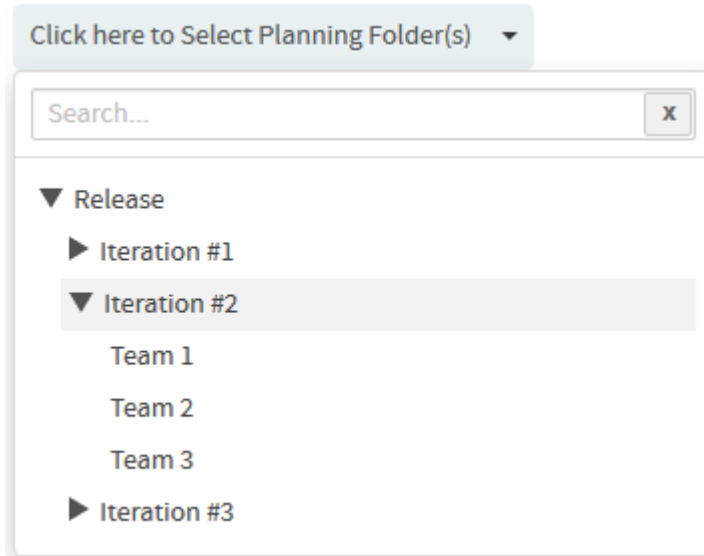 Click here to Select Planning Folder(s)
Search...
x
Release
Iteration #1
Iteration #2
Team 1
Team 2
Team 3
Iteration #3